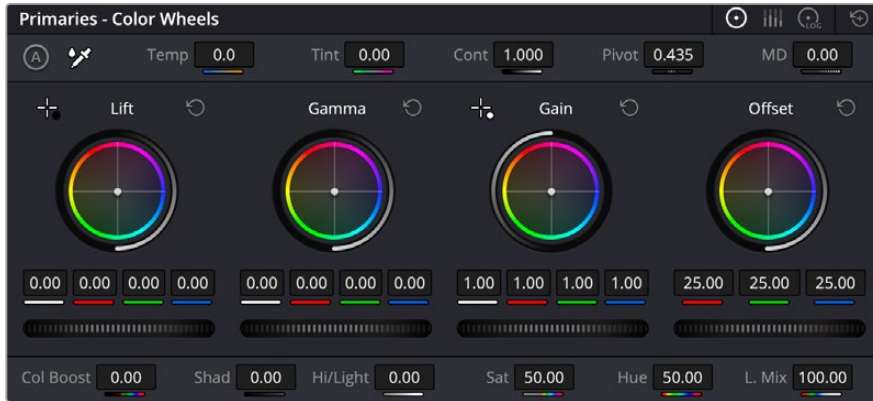 Primaries - Color Wheels
LOG
A Temp 0.0 Tint 0.00 Cont 1.000 Pivot 0.435 MD 0.00
Lift Gamma Gain Offset
0.00 0.00 0.00 0.00 0.00 0.00 0.00 0.00 1.00 1.00 1.00 1.00 25.00 25.00 25.00
Col Boost 0.00 Shad 0.00 Hi/Light 0.00 Sat 50.00 Hue 50.00 L. Mix 100.00